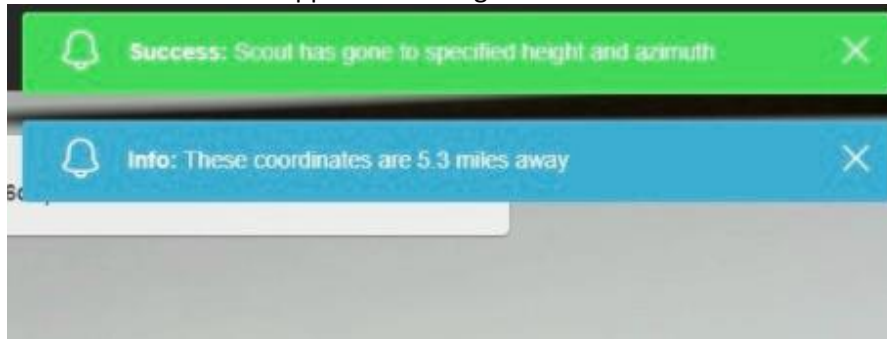 Success: Scout has gone to specified height and azimuth
Info: These coordinates are 5.3 miles away